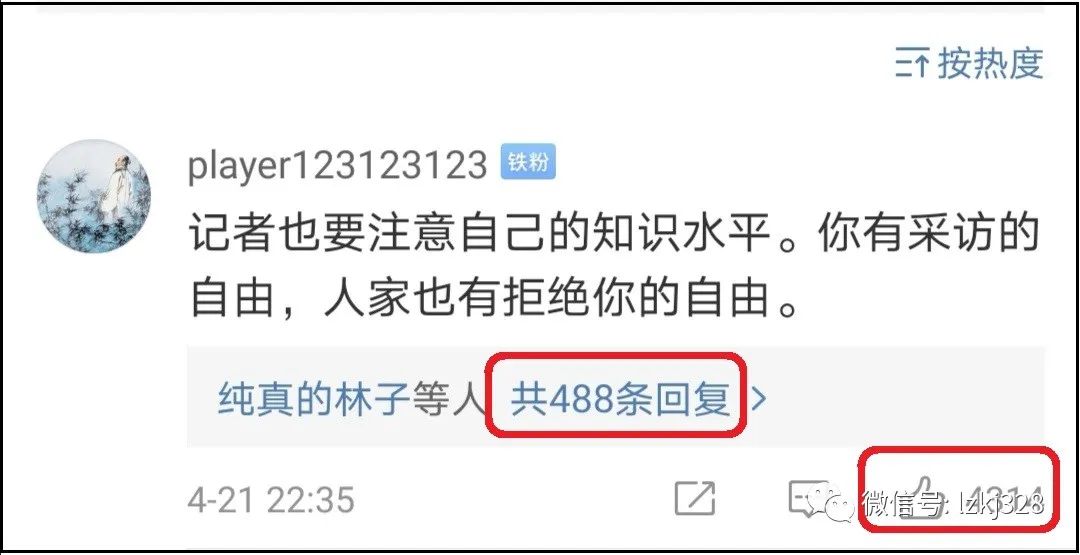 按热度
player123123123 铁粉
记者也要注意自己的知识水平。你有采访的
自由，人家也有拒绝你的自由。
纯真的林子等人 共488条回复 >
4-21 22:35 4314
微信号: lzkj328